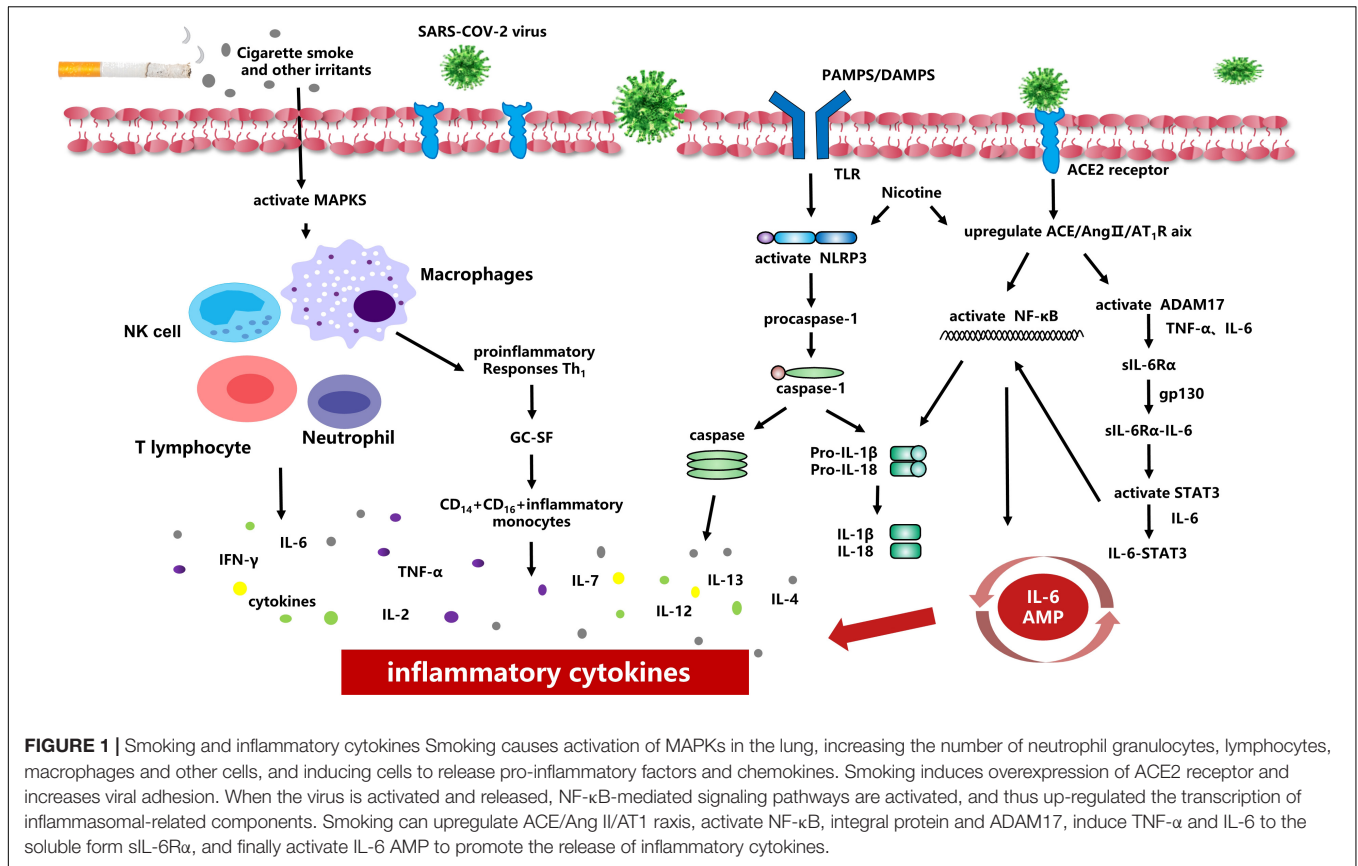 SARS-COV-2 virus
Cigarette smoke
and other irritants
PAMPS/DAMPS
TLR
ACE2 receptor
activate MAPKS
Nicotine
upregulate ACE/AngⅡ/AT₁R aix
activate NLRP3
Macrophages
NK cell
activate ADAM17
TNF-α、IL-6
activate NF-κB
procaspase-1
proinflammatory
Responses Th₁
sIL-6Rα
caspase-1
gp130
T lymphocyte
Neutrophil
GC-SF
caspase
sIL-6Rα-IL-6
Pro-IL-1β
Pro-IL-18
CD₁₄+CD₁₆+inflammatory
monocytes
activate STAT3
IL-6
IL-1β
IL-18
IL-6-STAT3
IL-6
IFN-γ
TNF-α
IL-7
IL-13
cytokines
IL-2
IL-12
IL-4
IL-6
AMP
inflammatory cytokines
FIGURE 1 | Smoking and inflammatory cytokines Smoking causes activation of MAPKs in the lung, increasing the number of neutrophil granulocytes, lymphocytes,
macrophages and other cells, and inducing cells to release pro-inflammatory factors and chemokines. Smoking induces overexpression of ACE2 receptor and
increases viral adhesion. When the virus is activated and released, NF-κB-mediated signaling pathways are activated, and thus up-regulated the transcription of
inflammasomal-related components. Smoking can upregulate ACE/Ang II/AT1 raxis, activate NF-κB, integral protein and ADAM17, induce TNF-α and IL-6 to the
soluble form sIL-6Rα, and finally activate IL-6 AMP to promote the release of inflammatory cytokines.